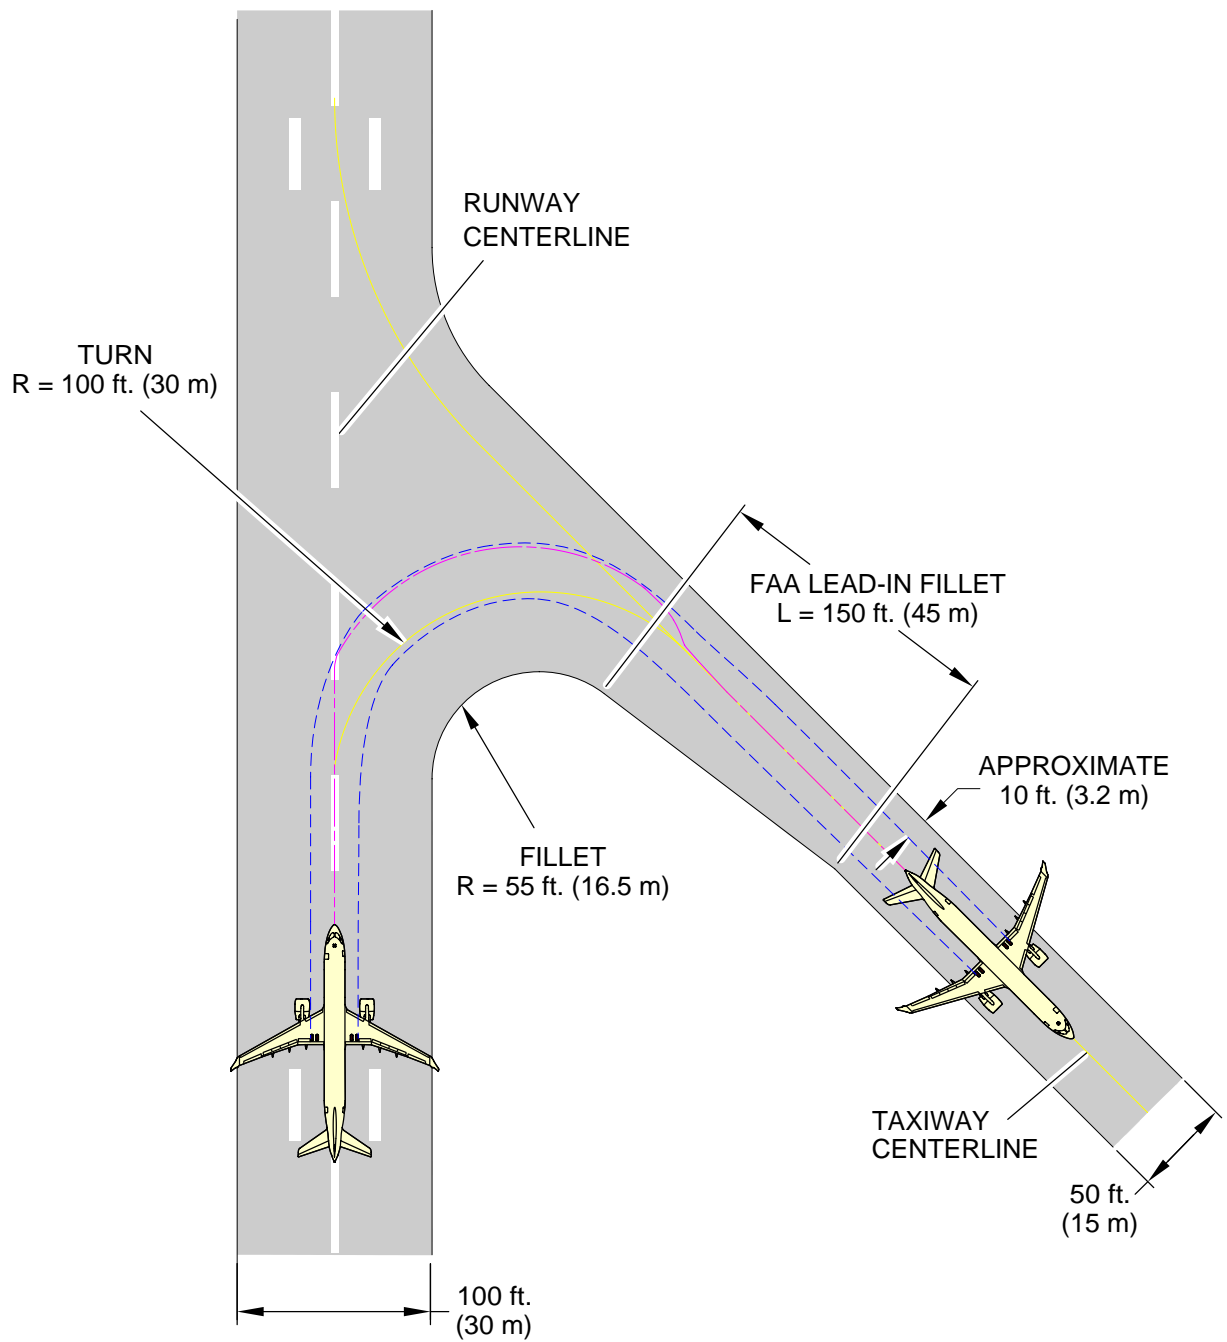 RUNWAY
CENTERLINE
TURN
R = 100 ft. (30 m)
FAA LEAD-IN FILLET
L = 150 ft. (45 m)
APPROXIMATE
10 ft. (3.2 m)
FILLET
R = 55 ft. (16.5 m)
TAXIWAY
CENTERLINE
50 ft.
(15 m)
100 ft.
(30 m)